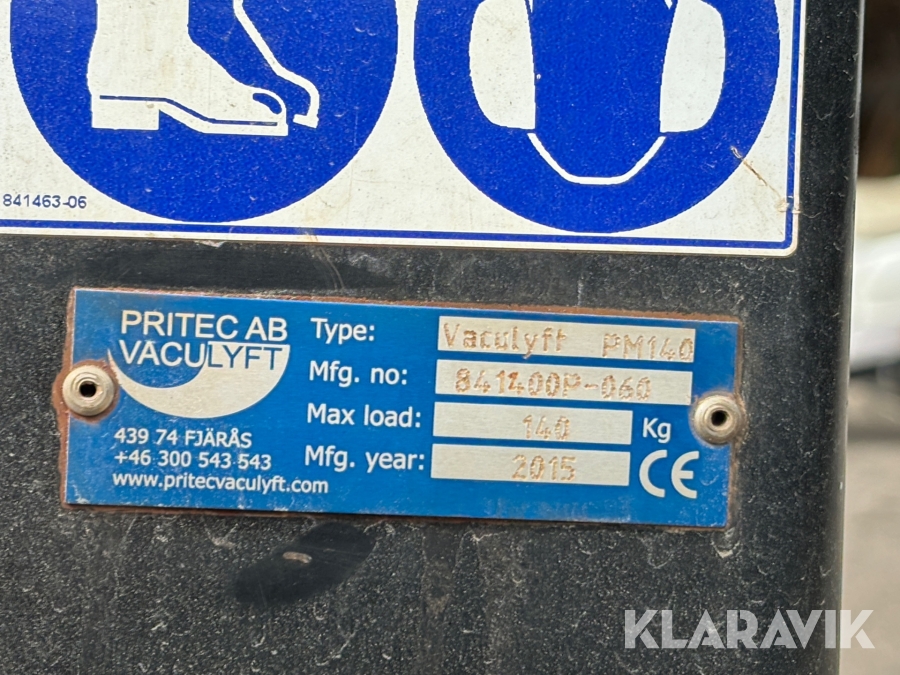 841463-06
PRITEC AB
VACULYFT
439 74 FJÄRÅS
+46 300 543 543
www.pritecvaculyft.com
Type: Vaculyft PM140
Mfg. no: 841400P-060
Max load: 140 Kg
Mfg. year: 2015
CE
KLARAVIK